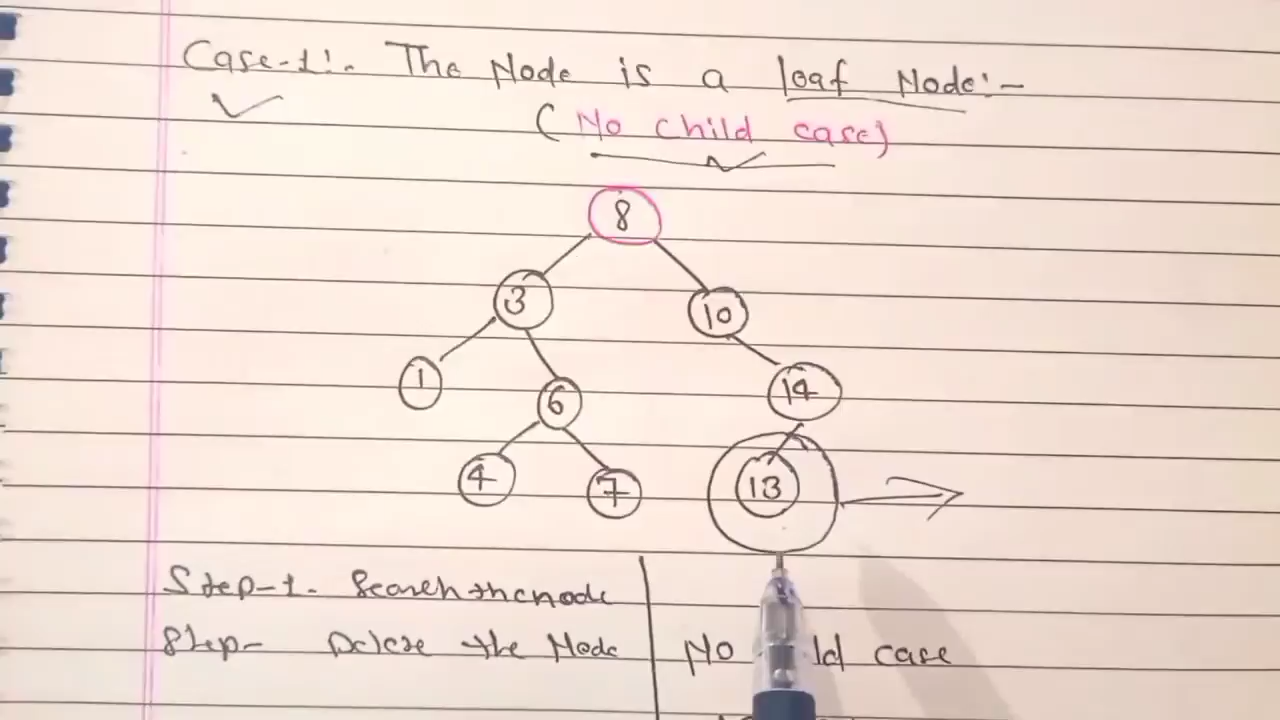 Case-1:- The Node is a leaf Node:-
(No child case)
8
3
10
1
6
14
4
7
13
Step-1. Search the node
Step- Delete the Node
No ld case